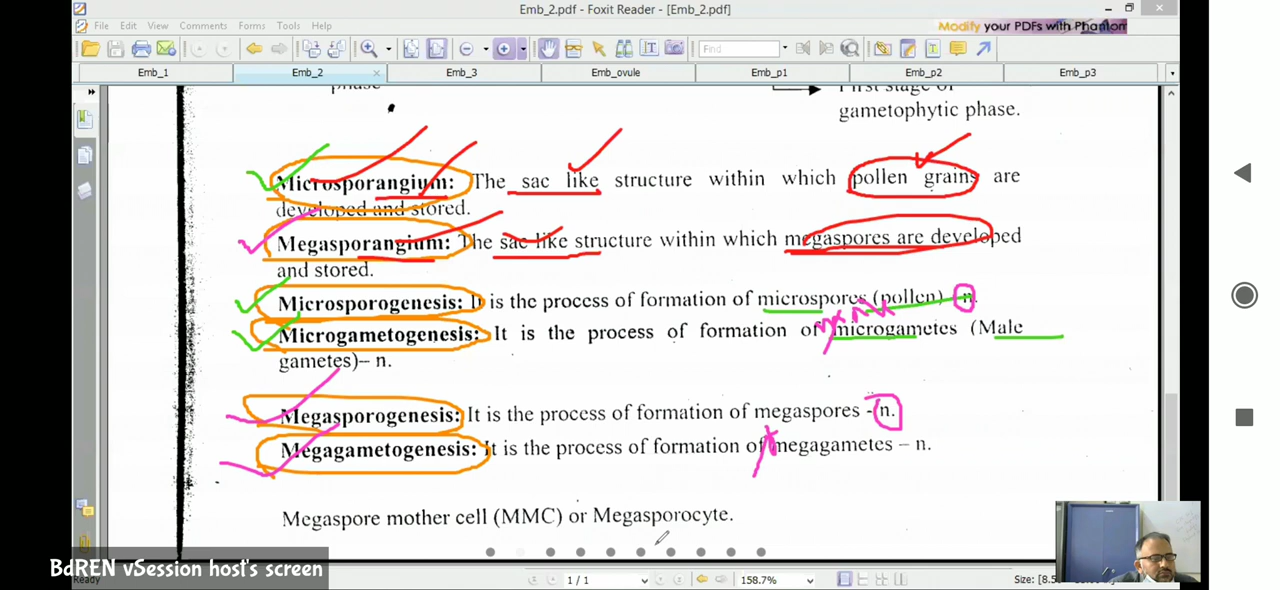 Emb_2.pdf - Foxit Reader - [Emb_2.pdf]
File Edit View Comments Forms Tools Help
Modify your PDFs with Phantom
Find
Emb_1 Emb_2 Emb_3 Emb_ovule Emb_p1 Emb_p2 Emb_p3
phase
First stage of
gametophytic phase.
Microsporangium: The sac like structure within which pollen grains are
developed and stored.
Megasporangium: The sac like structure within which megaspores are developed
and stored.
Microsporogenesis: It is the process of formation of microspores (pollen) – n.
Microgametogenesis: It is the process of formation of microgametes (Male
gametes)– n.
Megasporogenesis: It is the process of formation of megaspores - n.
Megagametogenesis: It is the process of formation of megagametes – n.
Megaspore mother cell (MMC) or Megasporocyte.
BdREN vSession host's screen
Ready
1 / 1
158.7%
Size: [8.5